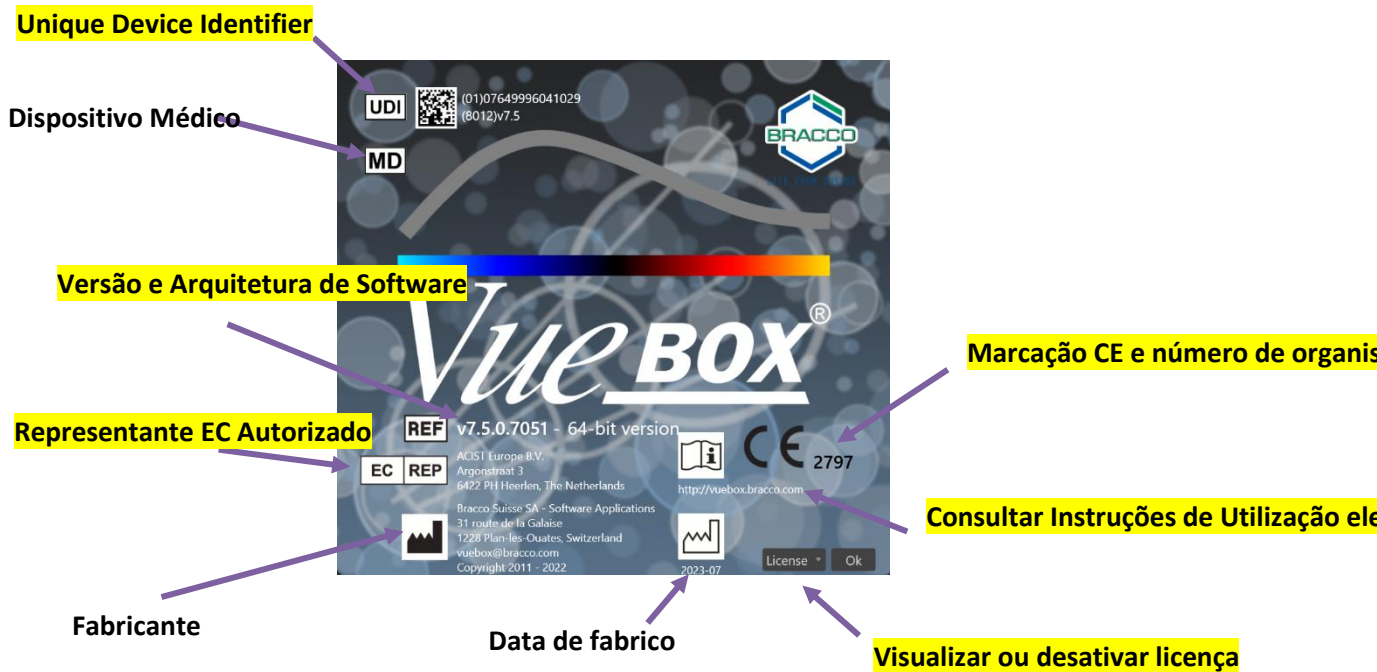 Unique Device Identifier
Dispositivo Médico
UDI
(01)07649996041029
(8012)v7.5
MD
BRACCO
LIFE FROM INSIDE
Versão e Arquitetura de Software
VueBOX®
Marcação CE e número de organis
Representante EC Autorizado
REF v7.5.0.7051 - 64-bit version
EC REP
ACIST Europe B.V.
Argonstraat 3
6422 PH Heerlen, The Netherlands
i
CE 2797
http://vuebox.bracco.com
Consultar Instruções de Utilização ele
Bracco Suisse SA - Software Applications
31 route de la Galaise
1228 Plan-les-Ouates, Switzerland
vuebox@bracco.com
Copyright 2011 - 2022
2023-07
License
Ok
Fabricante
Data de fabrico
Visualizar ou desativar licença